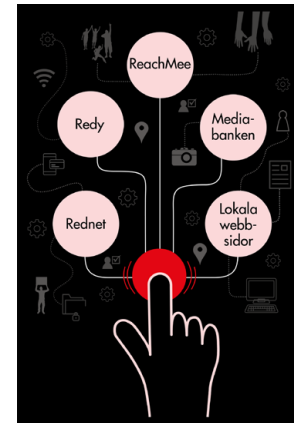 ReachMee
Redy
Media-
banken
Rednet
Lokala
webb-
sidor